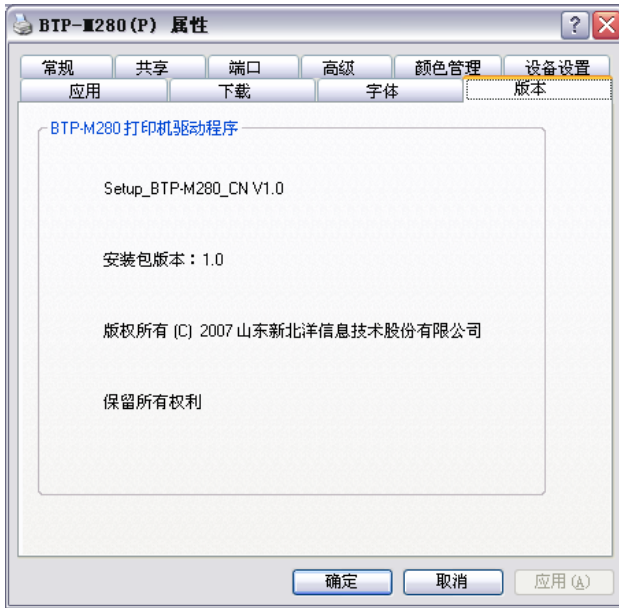 BTP-M280(P) 属性
常规 共享 端口 高级 颜色管理 设备设置
应用 下载 字体 版本
BTP-M280打印机驱动程序
Setup_BTP-M280_CN V1.0
安装包版本：1.0
版权所有 (C) 2007 山东新北洋信息技术股份有限公司
保留所有权利
确定 取消 应用(A)